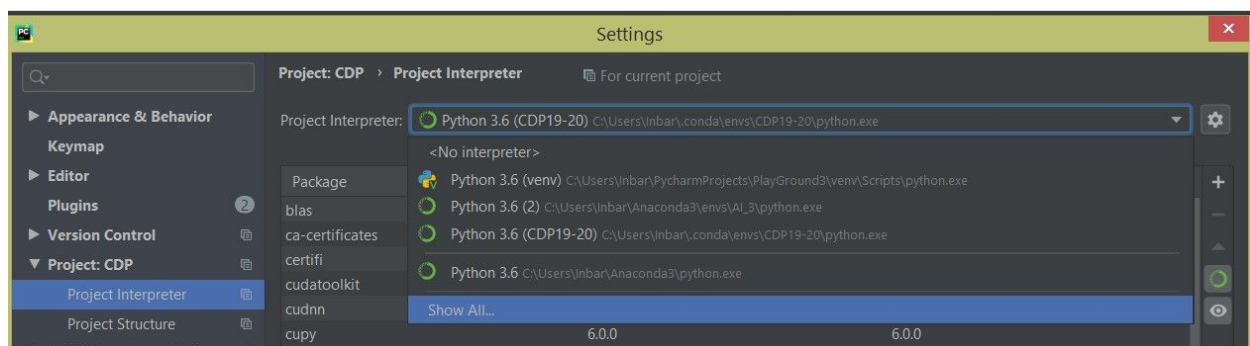 PC
Settings
Project: CDP › Project Interpreter For current project
Appearance & Behavior
Keymap
Editor
Plugins 2
Version Control
Project: CDP
Project Interpreter
Project Structure
Project Interpreter: Python 3.6 (CDP19-20) C:\Users\Inbar\.conda\envs\CDP19-20\python.exe
<No interpreter>
Python 3.6 (venv) C:\Users\Inbar\PycharmProjects\PlayGround3\venv\Scripts\python.exe
Python 3.6 (2) C:\Users\Inbar\Anaconda3\envs\AI_3\python.exe
Python 3.6 (CDP19-20) C:\Users\Inbar\.conda\envs\CDP19-20\python.exe
Python 3.6 C:\Users\Inbar\Anaconda3\python.exe
Show All...
Package
blas
ca-certificates
certifi
cudatoolkit
cudnn
cupy 6.0.0 6.0.0